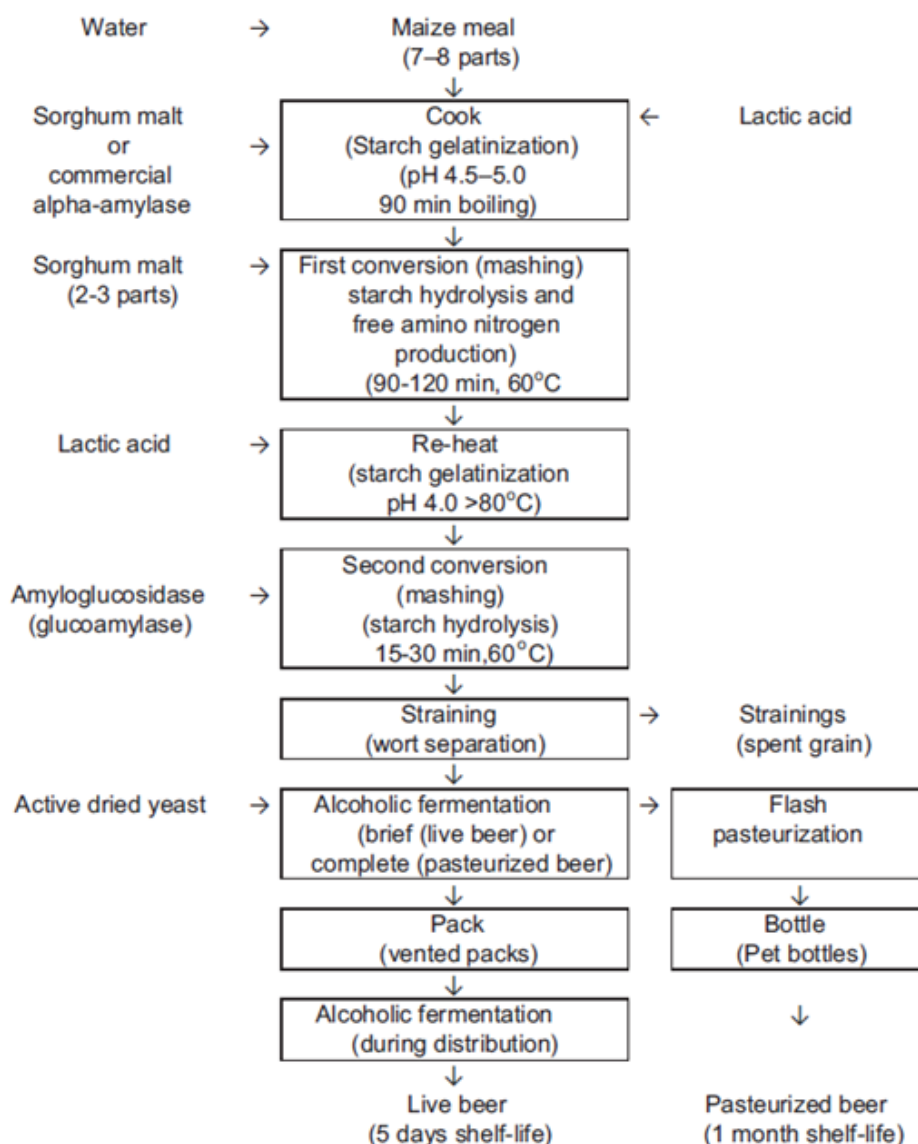 Water → Maize meal
(7–8 parts)
↓
Sorghum malt
or
commercial
alpha-amylase
→
Cook
(Starch gelatinization)
(pH 4.5–5.0
90 min boiling)
← Lactic acid
↓
Sorghum malt
(2-3 parts)
→
First conversion (mashing)
starch hydrolysis and
free amino nitrogen
production)
(90-120 min, 60°C
↓
Lactic acid →
Re-heat
(starch gelatinization
pH 4.0 >80°C)
↓
Amyloglucosidase
(glucoamylase)
→
Second conversion
(mashing)
(starch hydrolysis)
15-30 min,60°C)
↓
Straining
(wort separation)
→
Strainings
(spent grain)
↓
Active dried yeast →
Alcoholic fermentation
(brief (live beer) or
complete (pasteurized beer)
→
Flash
pasteurization
↓
↓
Pack
(vented packs)
Bottle
(Pet bottles)
↓
↓
Alcoholic fermentation
(during distribution)
↓
Live beer
(5 days shelf-life)
Pasteurized beer
(1 month shelf-life)